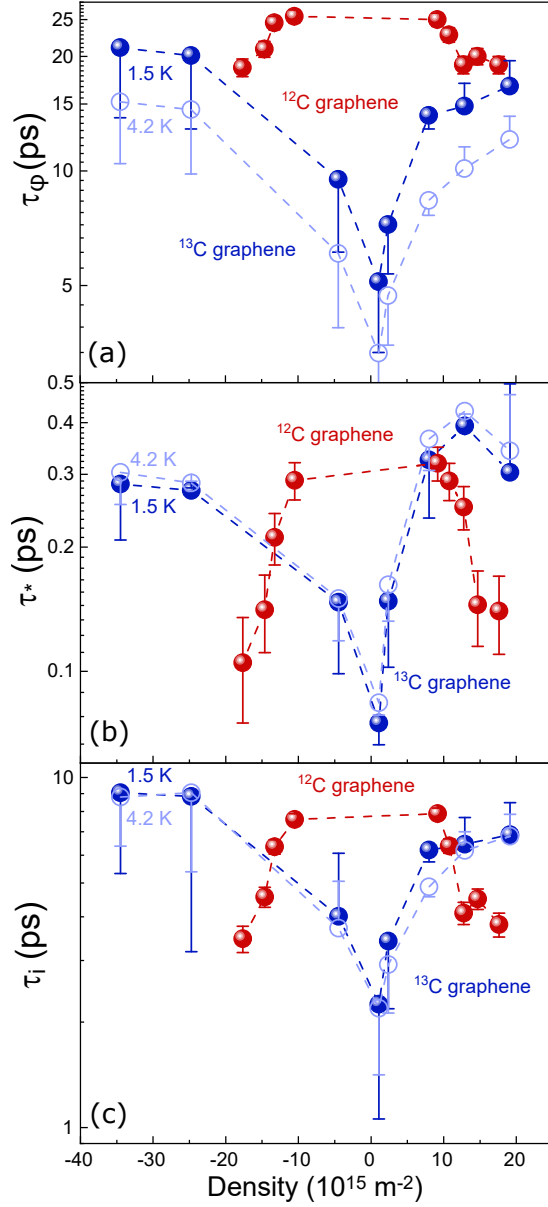 25
20
15
10
5
τφ (ps)
1.5 K
4.2 K
¹²C graphene
¹³C graphene
(a)
0.5
0.4
0.3
0.2
0.1
τ* (ps)
¹²C graphene
4.2 K
1.5 K
¹³C graphene
(b)
10
1
τi (ps)
1.5 K
4.2 K
¹²C graphene
¹³C graphene
(c)
-40 -30 -20 -10 0 10 20
Density (10¹⁵ m⁻²)